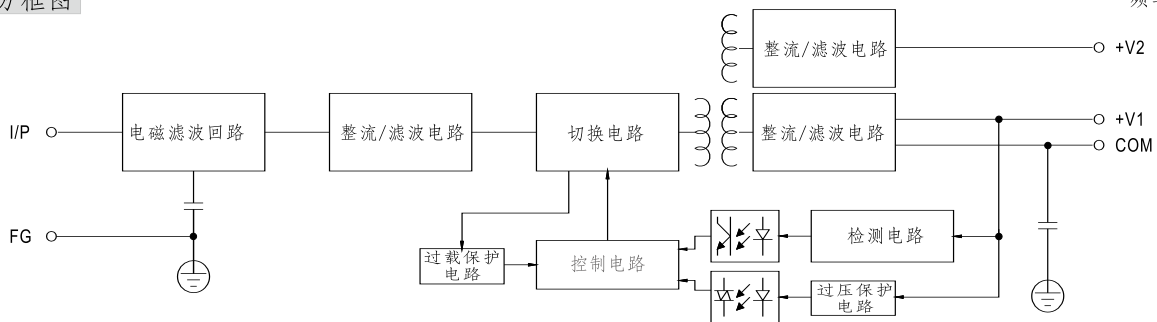 方框图
整流/滤波电路
+V2
I/P
电磁滤波回路
整流/滤波电路
切换电路
整流/滤波电路
+V1
COM
FG
过载保护
电路
控制电路
检测电路
过压保护
电路